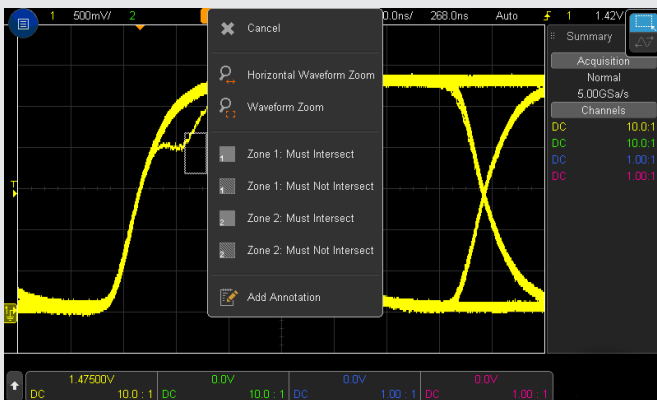 1 500mV/ 2 0.0ns/ 268.0ns Auto 1 1.42V
Summary
Acquisition
Normal
5.00GSa/s
Channels
DC 10.0:1
DC 10.0:1
DC 1.00:1
DC 1.00:1
Cancel
Horizontal Waveform Zoom
Waveform Zoom
1 Zone 1: Must Intersect
1 Zone 1: Must Not Intersect
2 Zone 2: Must Intersect
2 Zone 2: Must Not Intersect
Add Annotation
T
1.47500V 0.0V 0.0V 0.0V
DC 10.0 : 1 DC 10.0 : 1 DC 1.00 : 1 DC 1.00 : 1